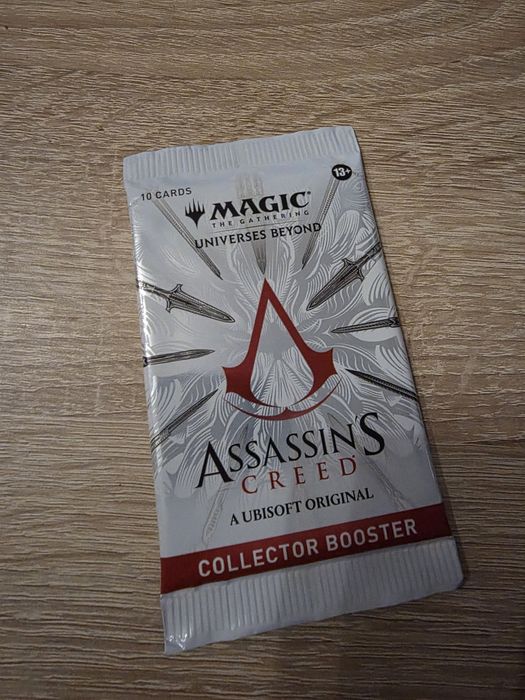 10 CARDS
13+
MAGIC
THE GATHERING
UNIVERSES BEYOND
ASSASSIN'S
CREED
A UBISOFT ORIGINAL
COLLECTOR BOOSTER